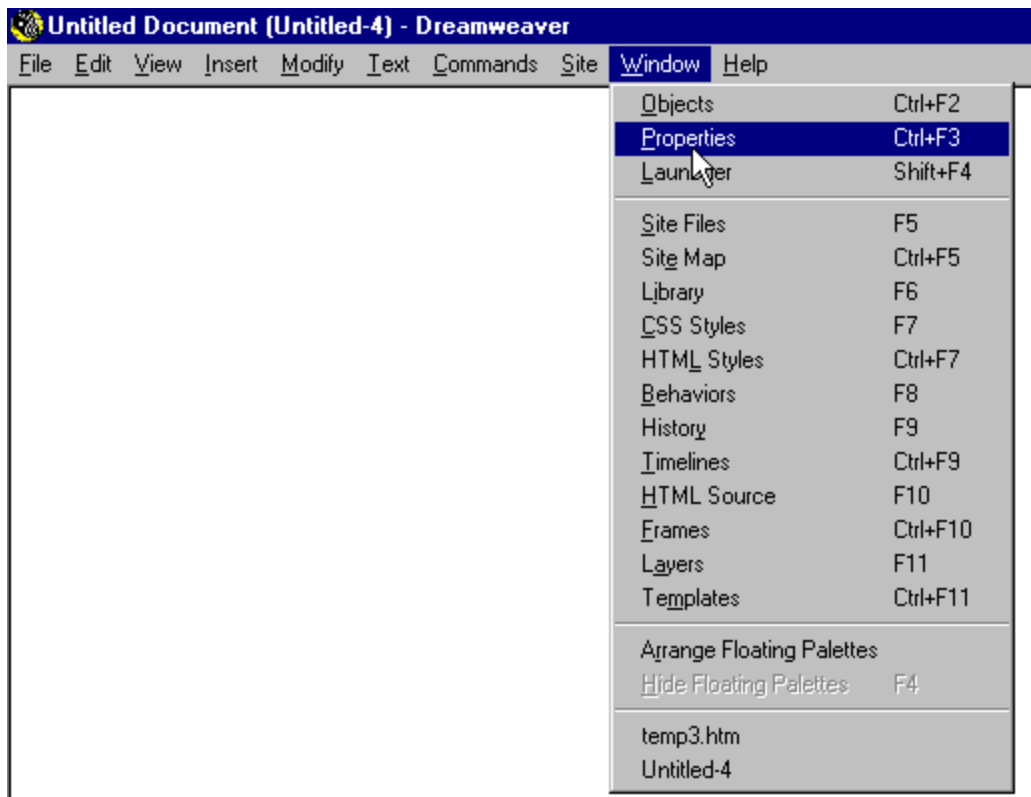 Untitled Document (Untitled-4) - Dreamweaver
File Edit View Insert Modify Text Commands Site Window Help
Objects Ctrl+F2
Properties Ctrl+F3
Launcher Shift+F4
Site Files F5
Site Map Ctrl+F5
Library F6
CSS Styles F7
HTML Styles Ctrl+F7
Behaviors F8
History F9
Timelines Ctrl+F9
HTML Source F10
Frames Ctrl+F10
Layers F11
Templates Ctrl+F11
Arrange Floating Palettes
Hide Floating Palettes F4
temp3.htm
Untitled-4